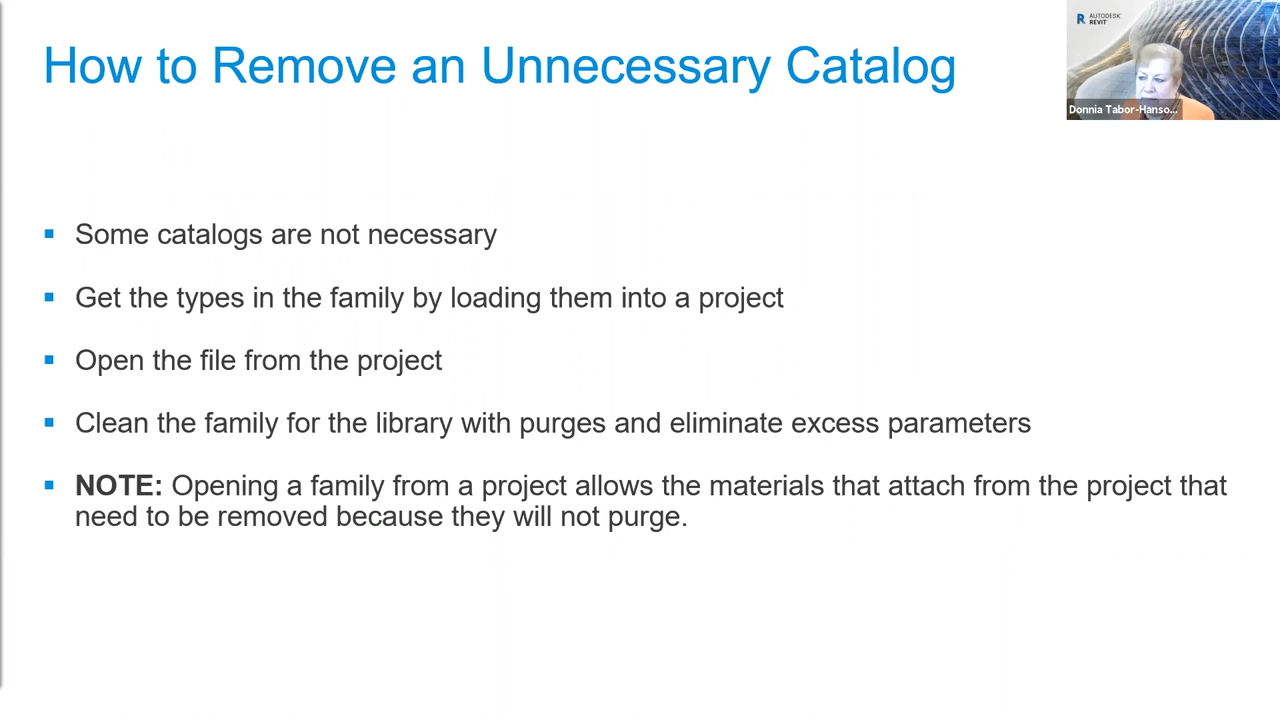 How to Remove an Unnecessary Catalog
R AUTODESK
REVIT
Donnia Tabor-Hanso...
Some catalogs are not necessary
Get the types in the family by loading them into a project
Open the file from the project
Clean the family for the library with purges and eliminate excess parameters
NOTE: Opening a family from a project allows the materials that attach from the project that
need to be removed because they will not purge.